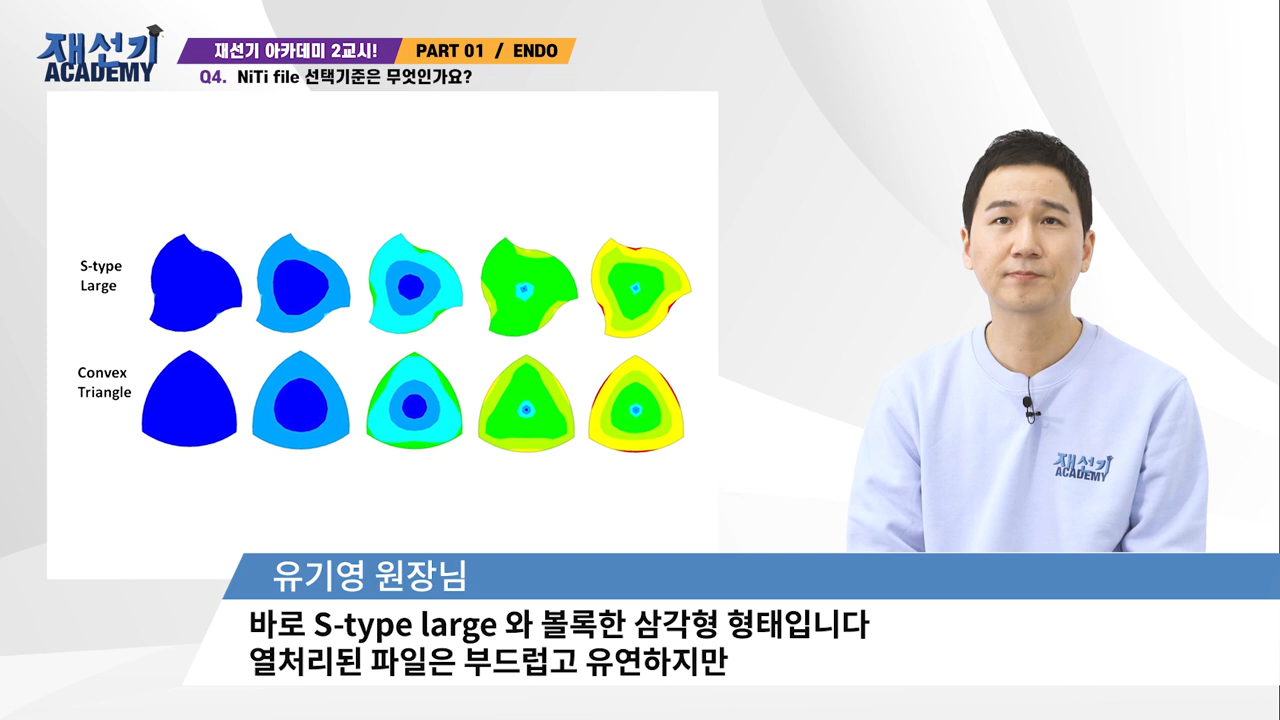 재선기
ACADEMY
재선기 아카데미 2교시!
PART 01 / ENDO
Q4. NiTi file 선택기준은 무엇인가요?
S-type
Large
Convex
Triangle
재선기
ACADEMY
유기영 원장님
바로 S-type large 와 볼록한 삼각형 형태입니다
열처리된 파일은 부드럽고 유연하지만